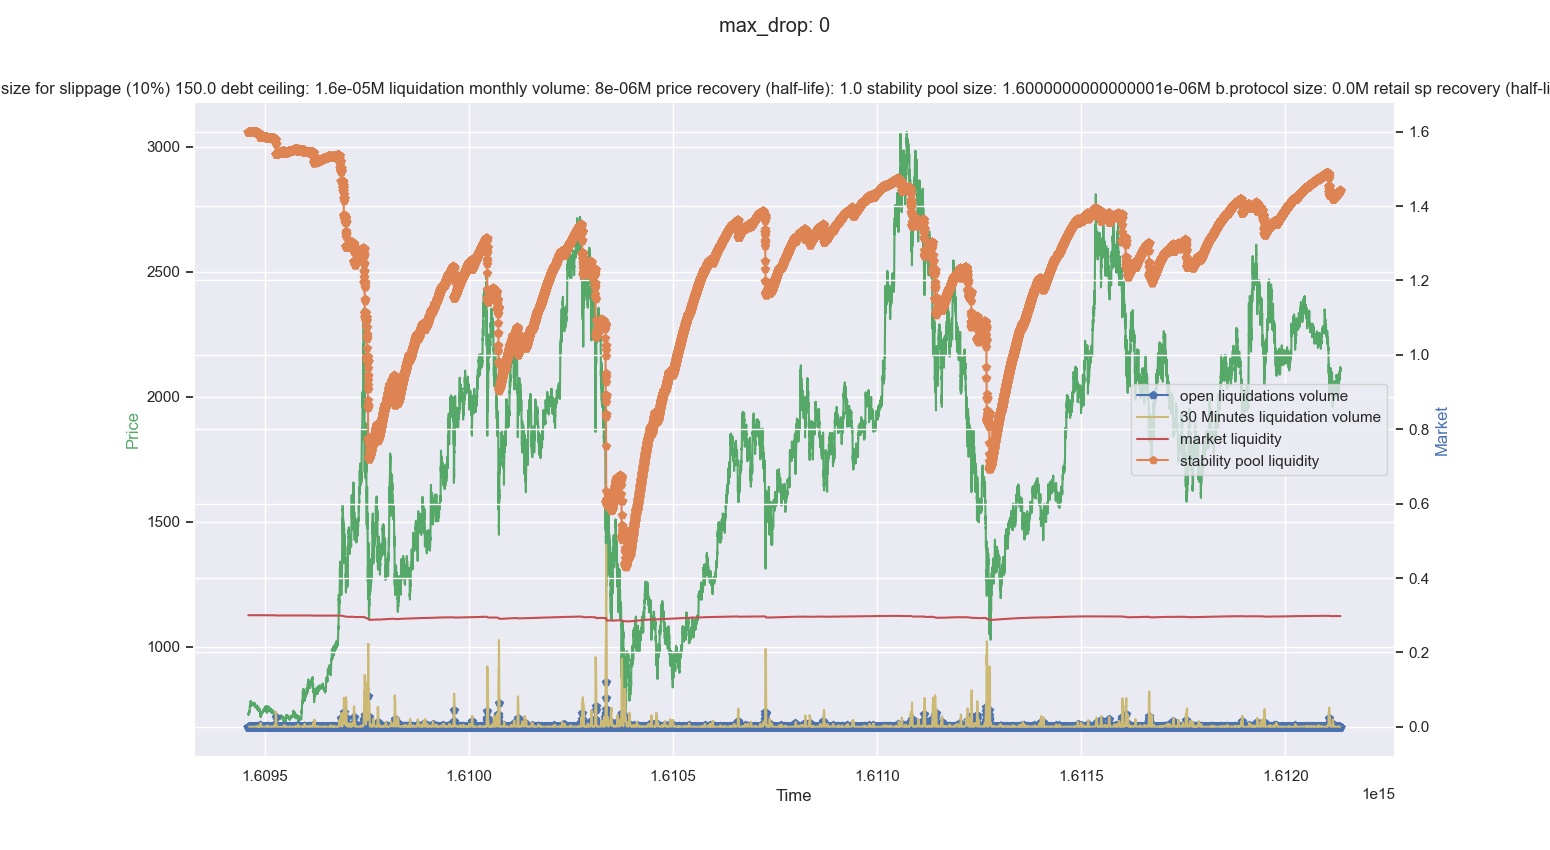 max_drop: 0
size for slippage (10%) 150.0 debt ceiling: 1.6e-05M liquidation monthly volume: 8e-06M price recovery (half-life): 1.0 stability pool size: 1.6000000000000001e-06M b.protocol size: 0.0M retail sp recovery (half-li
3000
2500
2000
1500
1000
Price
1.6
1.4
1.2
1.0
0.8
0.6
0.4
0.2
0.0
Market
open liquidations volume
30 Minutes liquidation volume
market liquidity
stability pool liquidity
1.6095 1.6100 1.6105 1.6110 1.6115 1.6120
1e15
Time